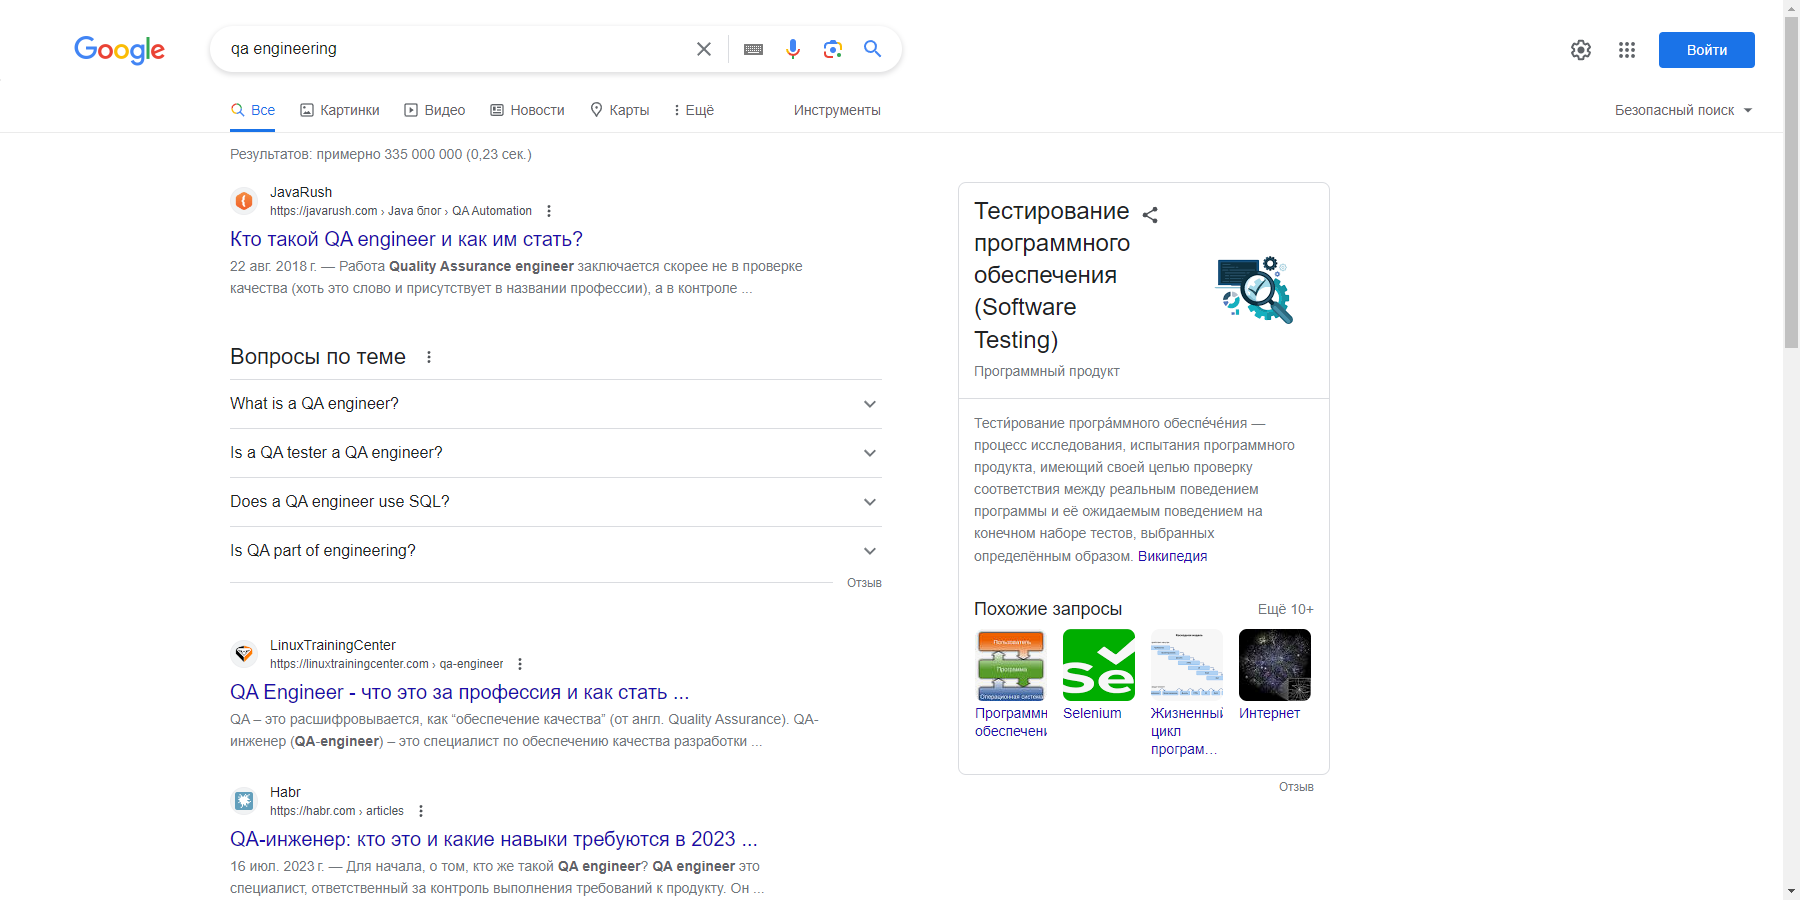 Google
qa engineering
Войти
Все
Картинки
Видео
Новости
Карты
Ещё
Инструменты
Безопасный поиск
Результатов: примерно 335 000 000 (0,23 сек.)
JavaRush
https://javarush.com › Java блог › QA Automation
Кто такой QA engineer и как им стать?
22 авг. 2018 г. — Работа Quality Assurance engineer заключается скорее не в проверке
качества (хоть это слово и присутствует в названии профессии), а в контроле ...
Вопросы по теме
What is a QA engineer?
Is a QA tester a QA engineer?
Does a QA engineer use SQL?
Is QA part of engineering?
Отзыв
LinuxTrainingCenter
https://linuxtrainingcenter.com › qa-engineer
QA Engineer - что это за профессия и как стать ...
QA – это расшифровывается, как “обеспечение качества” (от англ. Quality Assurance). QA-
инженер (QA-engineer) – это специалист по обеспечению качества разработки ...
Habr
https://habr.com › articles
QA-инженер: кто это и какие навыки требуются в 2023 ...
16 июл. 2023 г. — Для начала, о том, кто же такой QA engineer? QA engineer это
специалист, ответственный за контроль выполнения требований к продукту. Он ...
Тестирование
программного
обеспечения
(Software
Testing)
Программный продукт
Тести́рование програ́ммного обеспе́че́ния —
процесс исследования, испытания программного
продукта, имеющий своей целью проверку
соответствия между реальным поведением
программы и её ожидаемым поведением на
конечном наборе тестов, выбранных
определённым образом. Википедия
Похожие запросы
Ещё 10+
Пользователь
Программа
Операционная система
Se
Программн
обеспечени
Selenium
Жизненный
цикл
програм...
Интернет
Отзыв